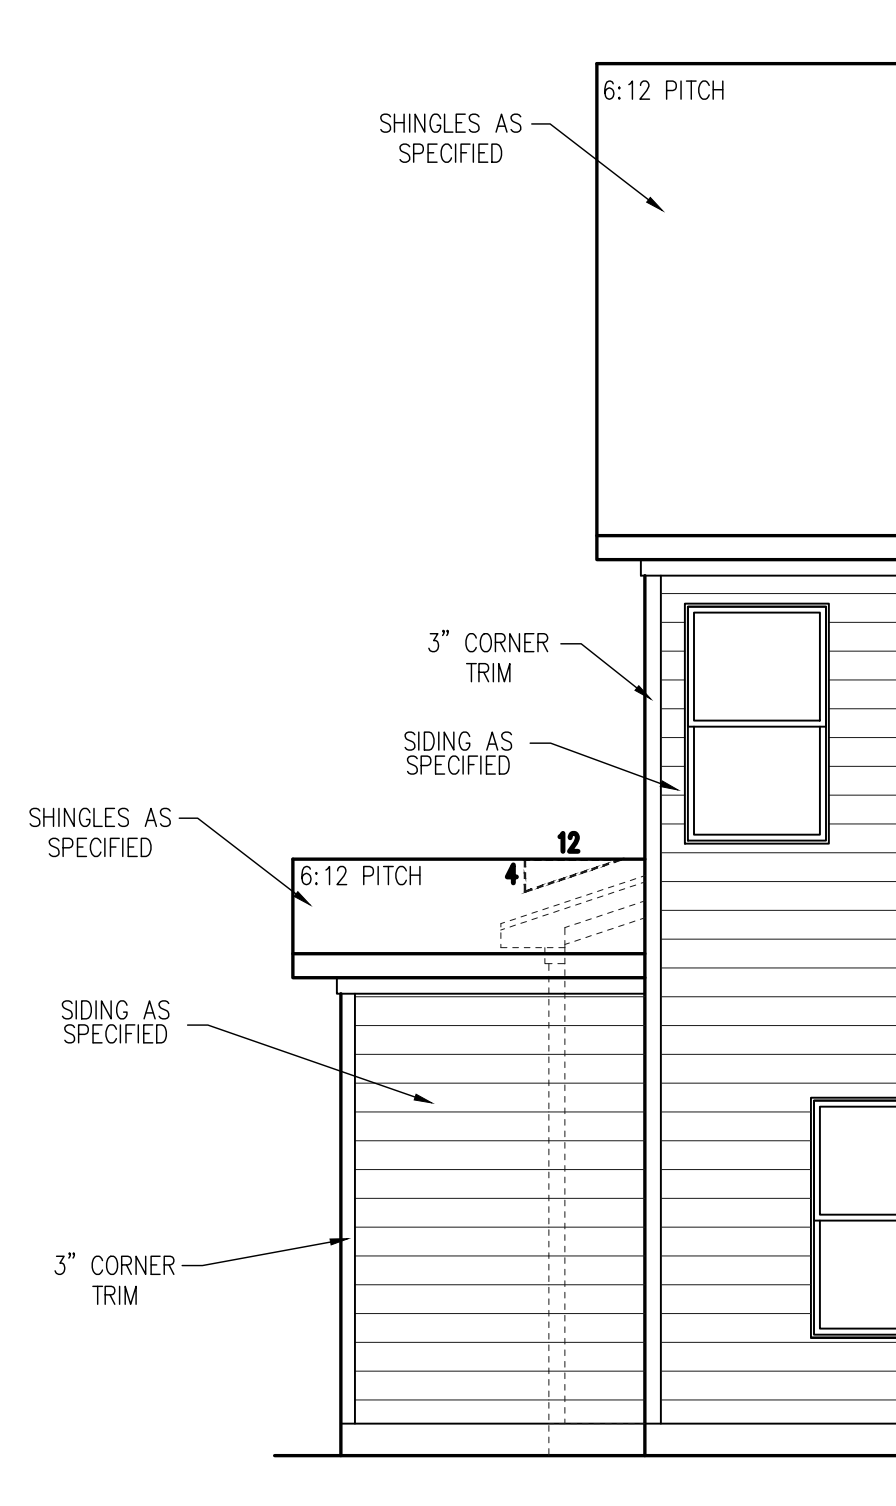 6:12 PITCH
SHINGLES AS
SPECIFIED
3” CORNER
TRIM
SIDING AS
SPECIFIED
SHINGLES AS
SPECIFIED
12
4
6:12 PITCH
SIDING AS
SPECIFIED
3” CORNER
TRIM